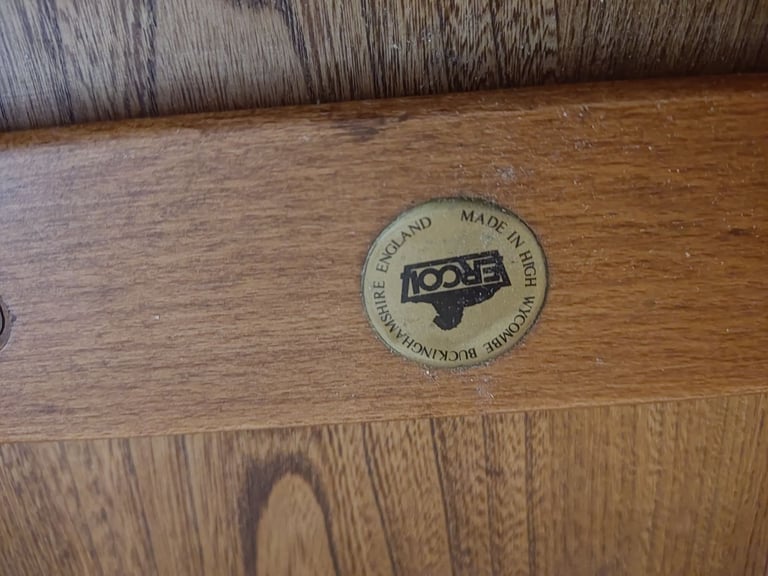 MADE IN HIGH WYCOMBE BUCKINGHAMSHIRE ENGLAND
ERCOL